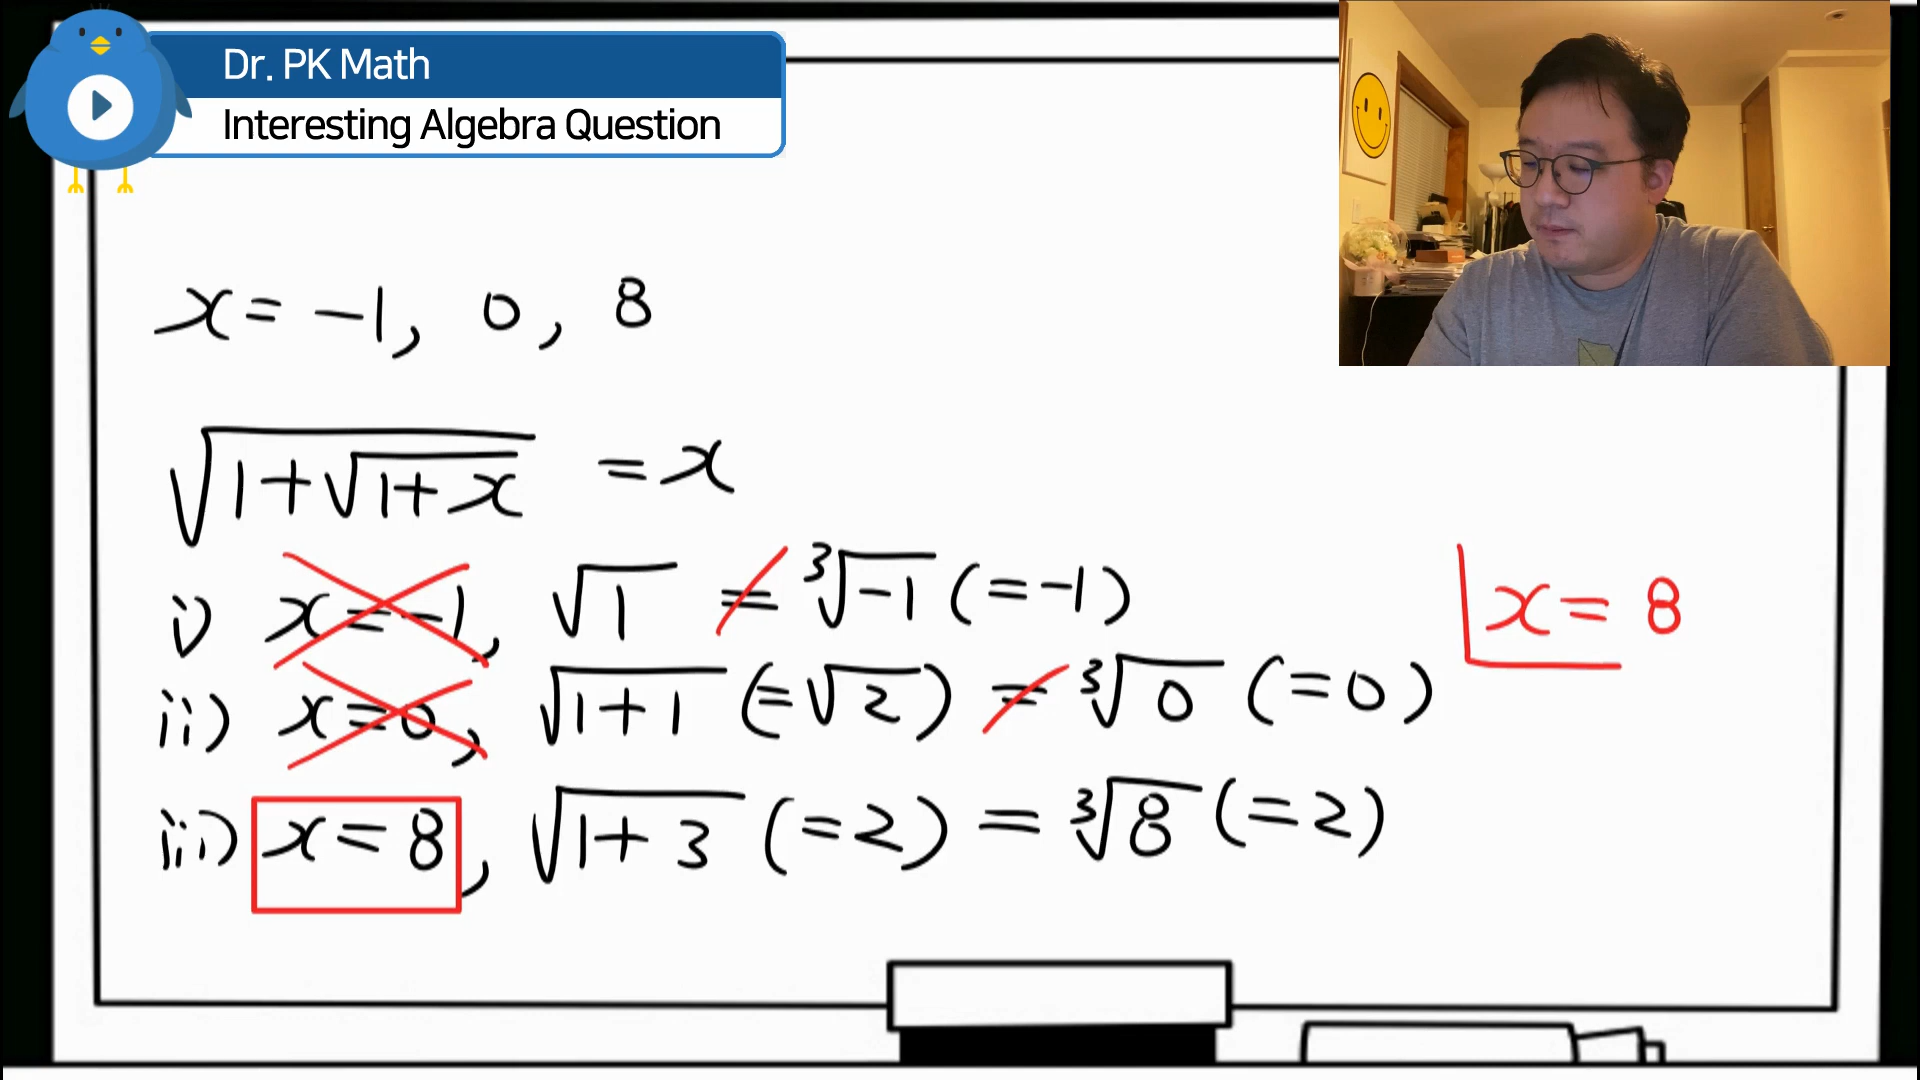 Dr. PK Math
Interesting Algebra Question
x = -1, 0, 8
√(1+√(1+x)) = x
i) x=-1, √1 ≠ ∛-1 (=-1)
ii) x=0, √(1+1) (=√2) ≠ ∛0 (=0)
iii) x=8, √(1+3) (=2) = ∛8 (=2)
x = 8